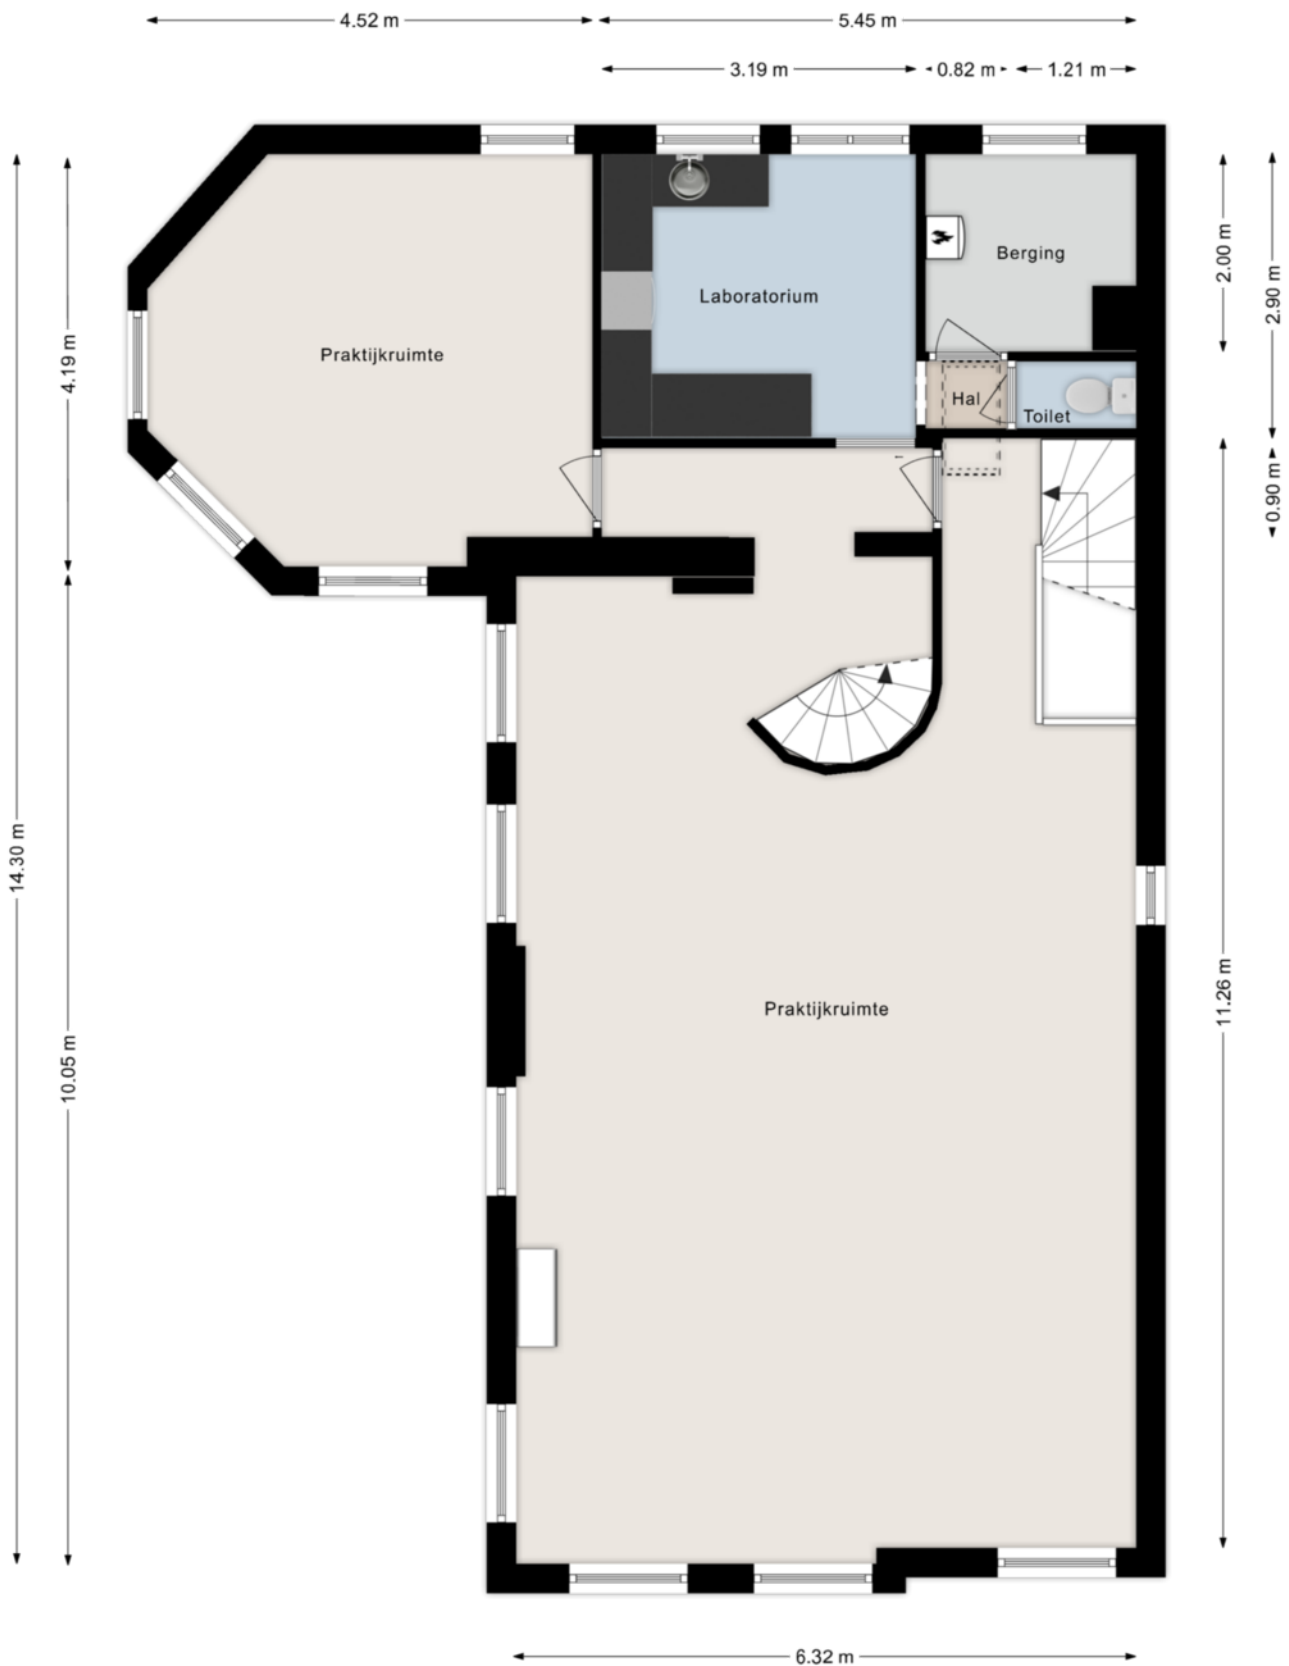 4.52 m
5.45 m
3.19 m
0.82 m
1.21 m
Berging
2.00 m
2.90 m
Laboratorium
Praktijkruimte
4.19 m
Hal
Toilet
0.90 m
14.30 m
11.26 m
Praktijkruimte
10.05 m
6.32 m